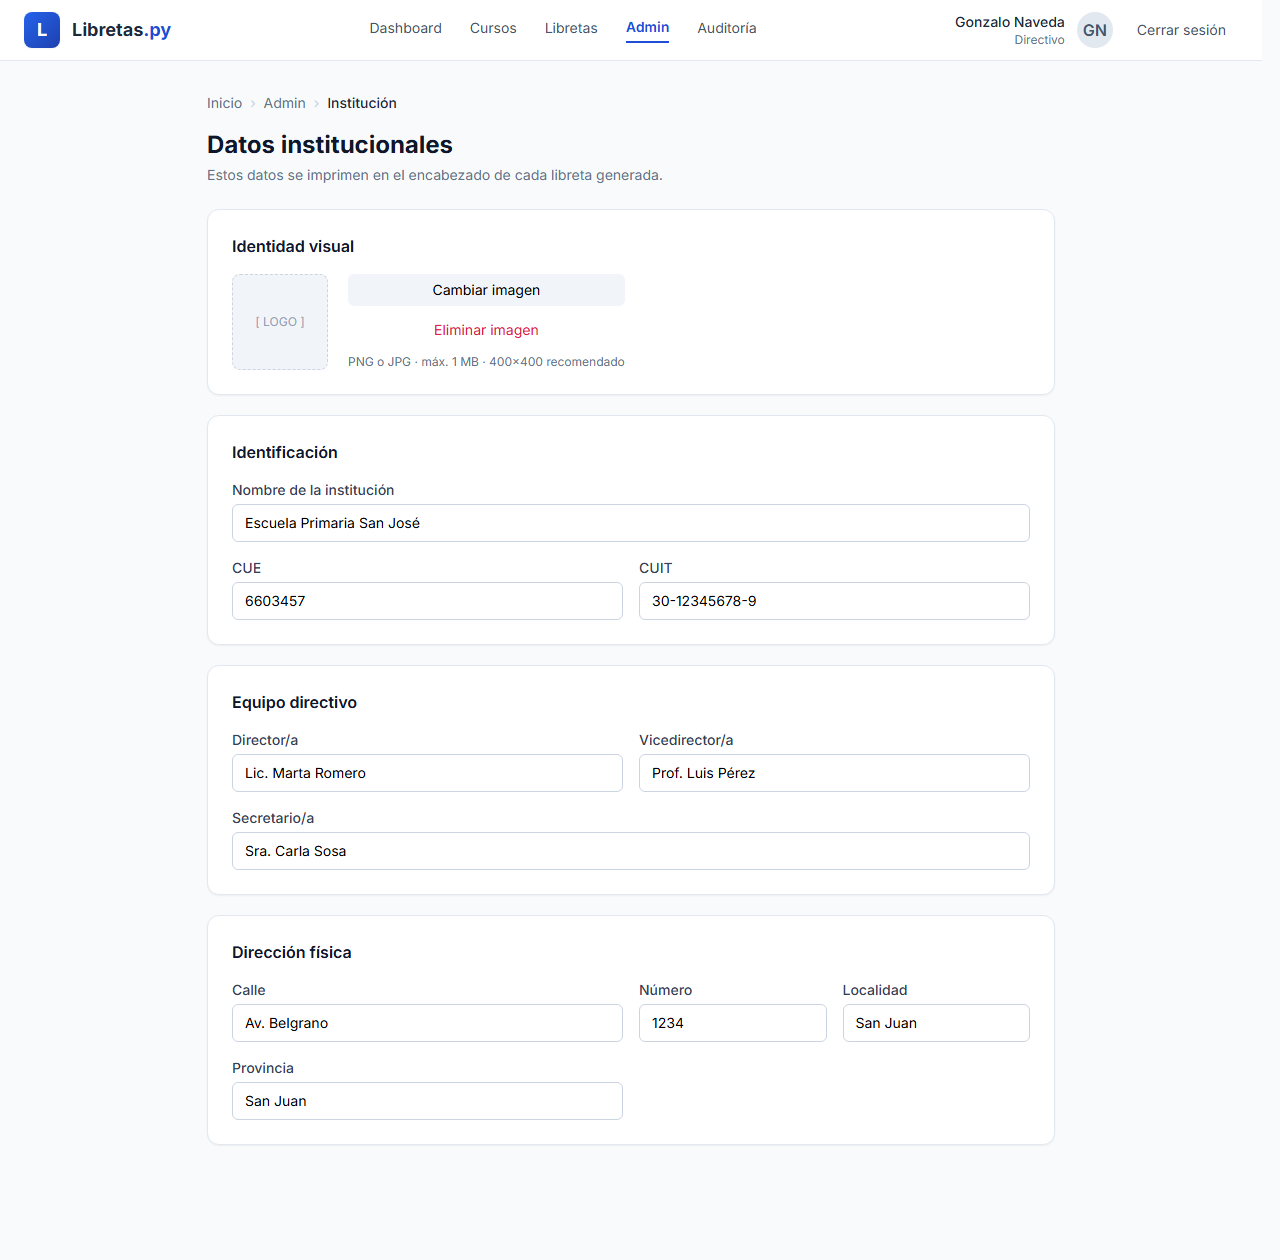 L Libretas.py Dashboard Cursos Libretas Admin Auditoría Gonzalo Naveda GN Cerrar sesión
Directivo
Inicio › Admin › Institución
Datos institucionales
Estos datos se imprimen en el encabezado de cada libreta generada.
Identidad visual
[ LOGO ]
Cambiar imagen
Eliminar imagen
PNG o JPG · máx. 1 MB · 400×400 recomendado
Identificación
Nombre de la institución
Escuela Primaria San José
CUE CUIT
6603457 30-12345678-9
Equipo directivo
Director/a Vicedirector/a
Lic. Marta Romero Prof. Luis Pérez
Secretario/a
Sra. Carla Sosa
Dirección física
Calle Número Localidad
Av. Belgrano 1234 San Juan
Provincia
San Juan